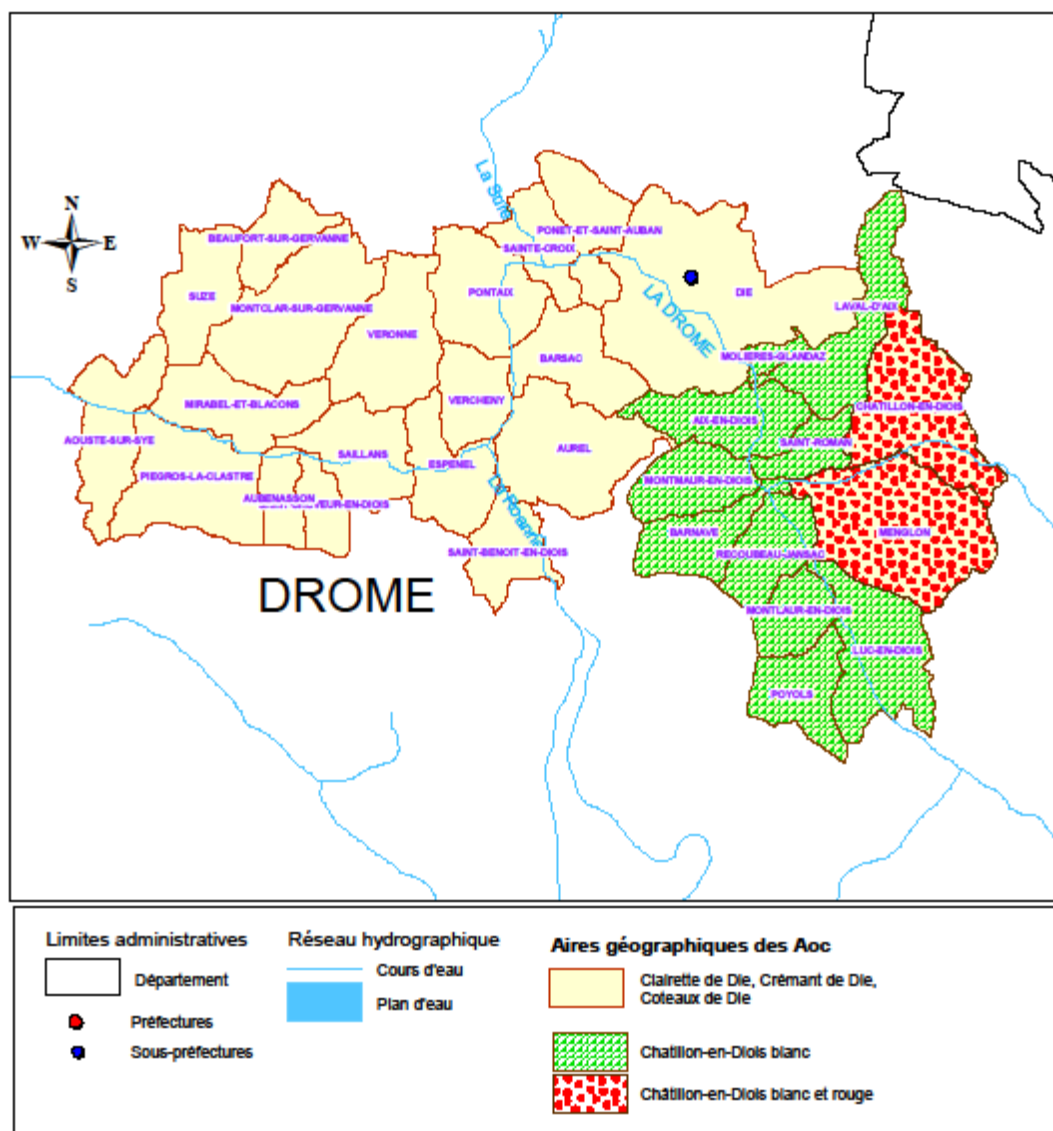 N
W E
S
La Sure
BEAUFORT-SUR-GERVANNE
PONET-ET-SAINT-AUBAN
SAINTE-CROIX
SUZE
PONTAIX
DIE
MONTCLAR-SUR-GERVANNE
LAVAL-D'AIX
VERONNE
LA DROME
BARSAC
MOLIERES-GLANDAZ
MIRABEL-ET-BLACONS
VERCHENY
CHATILLON-EN-DIOIS
AIX-EN-DIOIS
AOUSTE-SUR-SYE
SAINT-ROMAN
SAILLANS
AUREL
ESPENEL
PIEGROS-LA-CLASTRE
MONTMAUR-EN-DIOIS
AUBENASSON
VEUR-EN-DIOIS
La Roanne
BARNAVE
MENGLON
RECOUBEAU-JANSAC
SAINT-BENOIT-EN-DIOIS
DROME
MONTLAUR-EN-DIOIS
LUC-EN-DIOIS
POYOLS
Limites administratives
Département
Préfectures
Sous-préfectures
Réseau hydrographique
Cours d'eau
Plan d'eau
Aires géographiques des Aoc
Clairette de Die, Crémant de Die,
Coteaux de Die
Chatillon-en-Diois blanc
Châtillon-en-Diois blanc et rouge